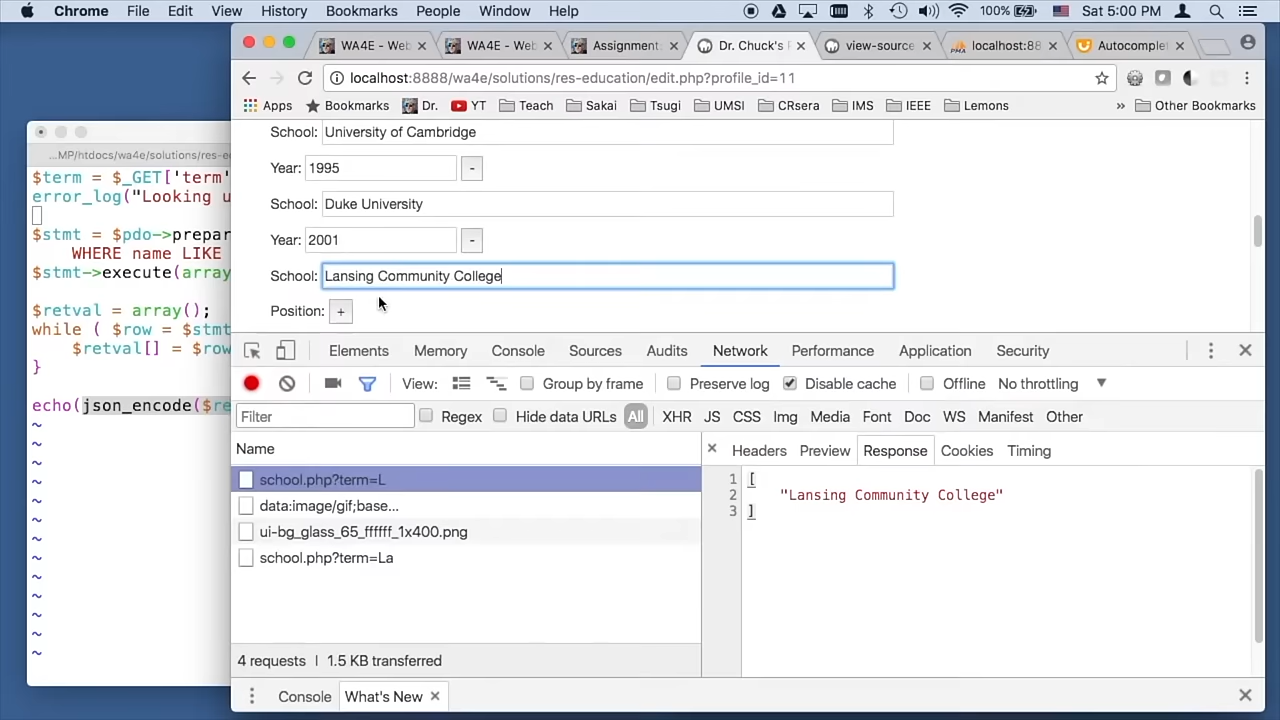 Chrome File Edit View History Bookmarks People Window Help 100% Sat 5:00 PM
WA4E - Web
WA4E - Web
Assignment
Dr. Chuck's
view-source
localhost:8888
Autocomplet
localhost:8888/wa4e/solutions/res-education/edit.php?profile_id=11
Apps Bookmarks Dr. YT Teach Sakai Tsugi UMSI CRsera IMS IEEE Lemons » Other Bookmarks
...MP/htdocs/wa4e/solutions/res-e
$term = $_GET['term'
error_log("Looking u
$stmt = $pdo->prepar
WHERE name LIKE
$stmt->execute(array
$retval = array();
while ( $row = $stmt
$retval[] = $row
}
echo(json_encode($re
~
~
~
~
~
~
~
~
~
~
~
~
~
School: University of Cambridge
Year: 1995 -
School: Duke University
Year: 2001 -
School: Lansing Community College
Position: +
Elements Memory Console Sources Audits Network Performance Application Security
View: Group by frame Preserve log Disable cache Offline No throttling
Filter Regex Hide data URLs All XHR JS CSS Img Media Font Doc WS Manifest Other
Name
school.php?term=L
data:image/gif;base...
ui-bg_glass_65_ffffff_1x400.png
school.php?term=La
4 requests | 1.5 KB transferred
Headers Preview Response Cookies Timing
1 [
2 "Lansing Community College"
3 ]
Console What's New